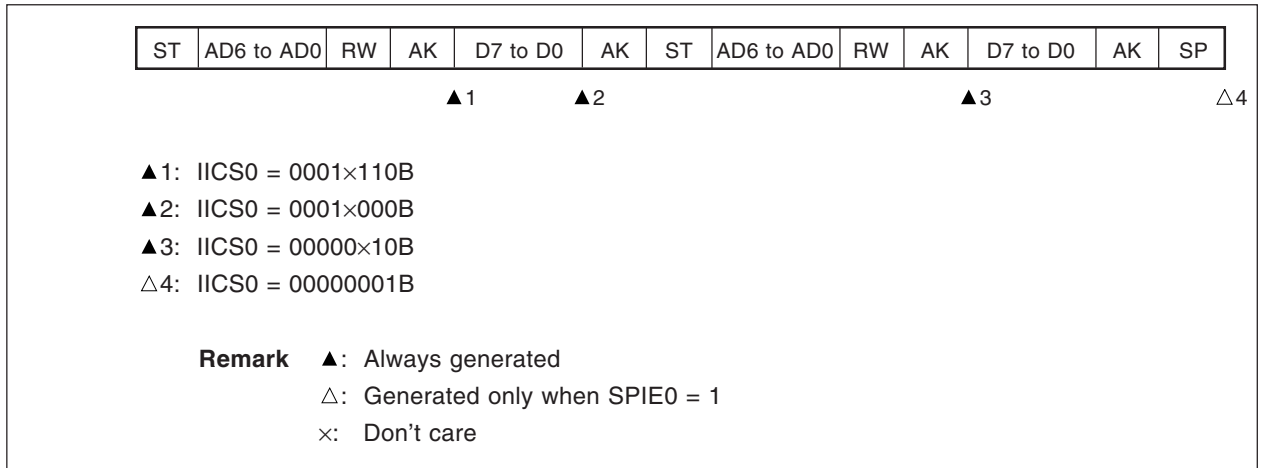 ST AD6 to AD0 RW AK D7 to D0 AK ST AD6 to AD0 RW AK D7 to D0 AK SP
▲1 ▲2 ▲3 △4
▲1: IICS0 = 0001×110B
▲2: IICS0 = 0001×000B
▲3: IICS0 = 00000×10B
△4: IICS0 = 00000001B
Remark ▲: Always generated
△: Generated only when SPIE0 = 1
×: Don't care